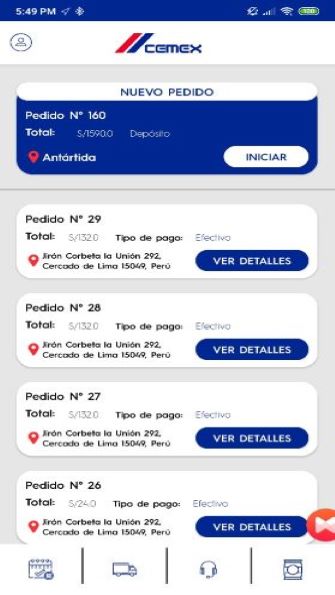 5:49 PM
CEMEX
NUEVO PEDIDO
Pedido N° 160
Total: S/1590.0 Depósito
Antártida
INICIAR
Pedido N° 29
Total: S/132.0 Tipo de pago: Efectivo
Jirón Corbeta la Unión 292,
Cercado de Lima 15049, Perú
VER DETALLES
Pedido N° 28
Total: S/132.0 Tipo de pago: Efectivo
Jirón Corbeta la Unión 292,
Cercado de Lima 15049, Perú
VER DETALLES
Pedido N° 27
Total: S/132.0 Tipo de pago: Efectivo
Jirón Corbeta la Unión 292,
Cercado de Lima 15049, Perú
VER DETALLES
Pedido N° 26
Total: S/24.0 Tipo de pago: Efectivo
Jirón Corbeta la Unión 292,
Cercado de Lima 15049, Perú
VER DETALLES